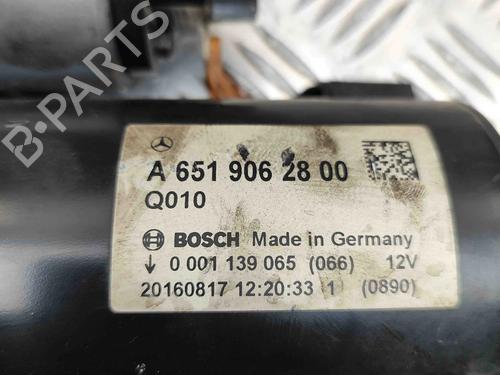 B-PARTS
A 651 906 28 00
Q010
BOSCH Made in Germany
↓ 0 001 139 065 (066) 12V
20160817 12:20:33 1 (0890)